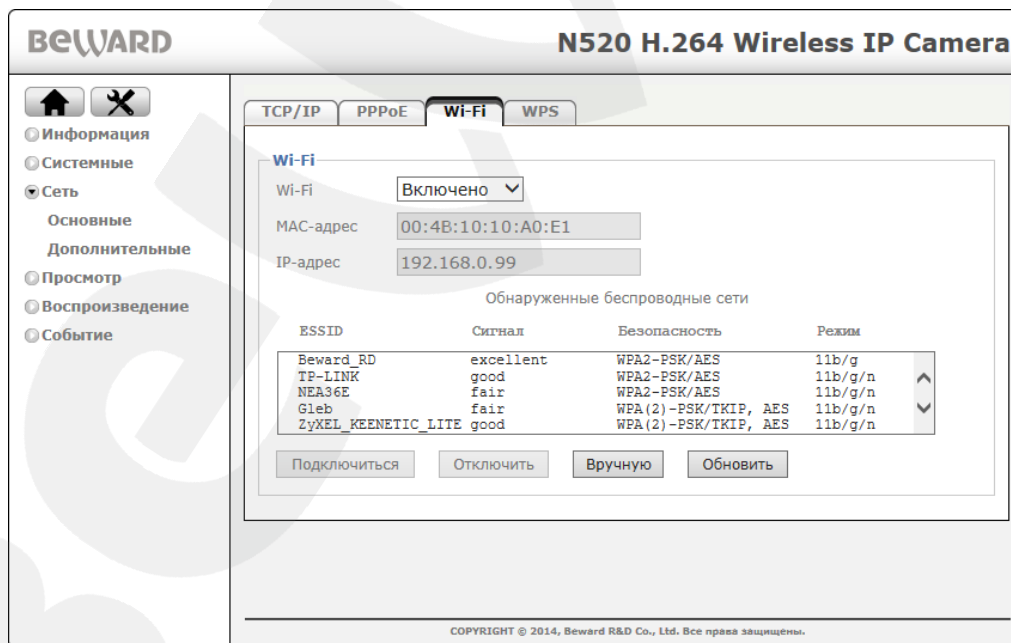 BEWARD
N520 H.264 Wireless IP Camera
Информация
Системные
Сеть
Основные
Дополнительные
Просмотр
Воспроизведение
Событие
TCP/IP PPPoE Wi-Fi WPS
Wi-Fi
Wi-Fi Включено
MAC-адрес 00:4B:10:10:A0:E1
IP-адрес 192.168.0.99
Обнаруженные беспроводные сети
ESSID Сигнал Безопасность Режим
Beward_RD excellent WPA2-PSK/AES 11b/g
TP-LINK good WPA2-PSK/AES 11b/g/n
NEA36E fair WPA2-PSK/AES 11b/g/n
Gleb fair WPA(2)-PSK/TKIP, AES 11b/g/n
ZyXEL_KEENETIC_LITE good WPA(2)-PSK/TKIP, AES 11b/g/n
Подключиться Отключить Вручную Обновить
COPYRIGHT © 2014, Beward R&D Co., Ltd. Все права защищены.